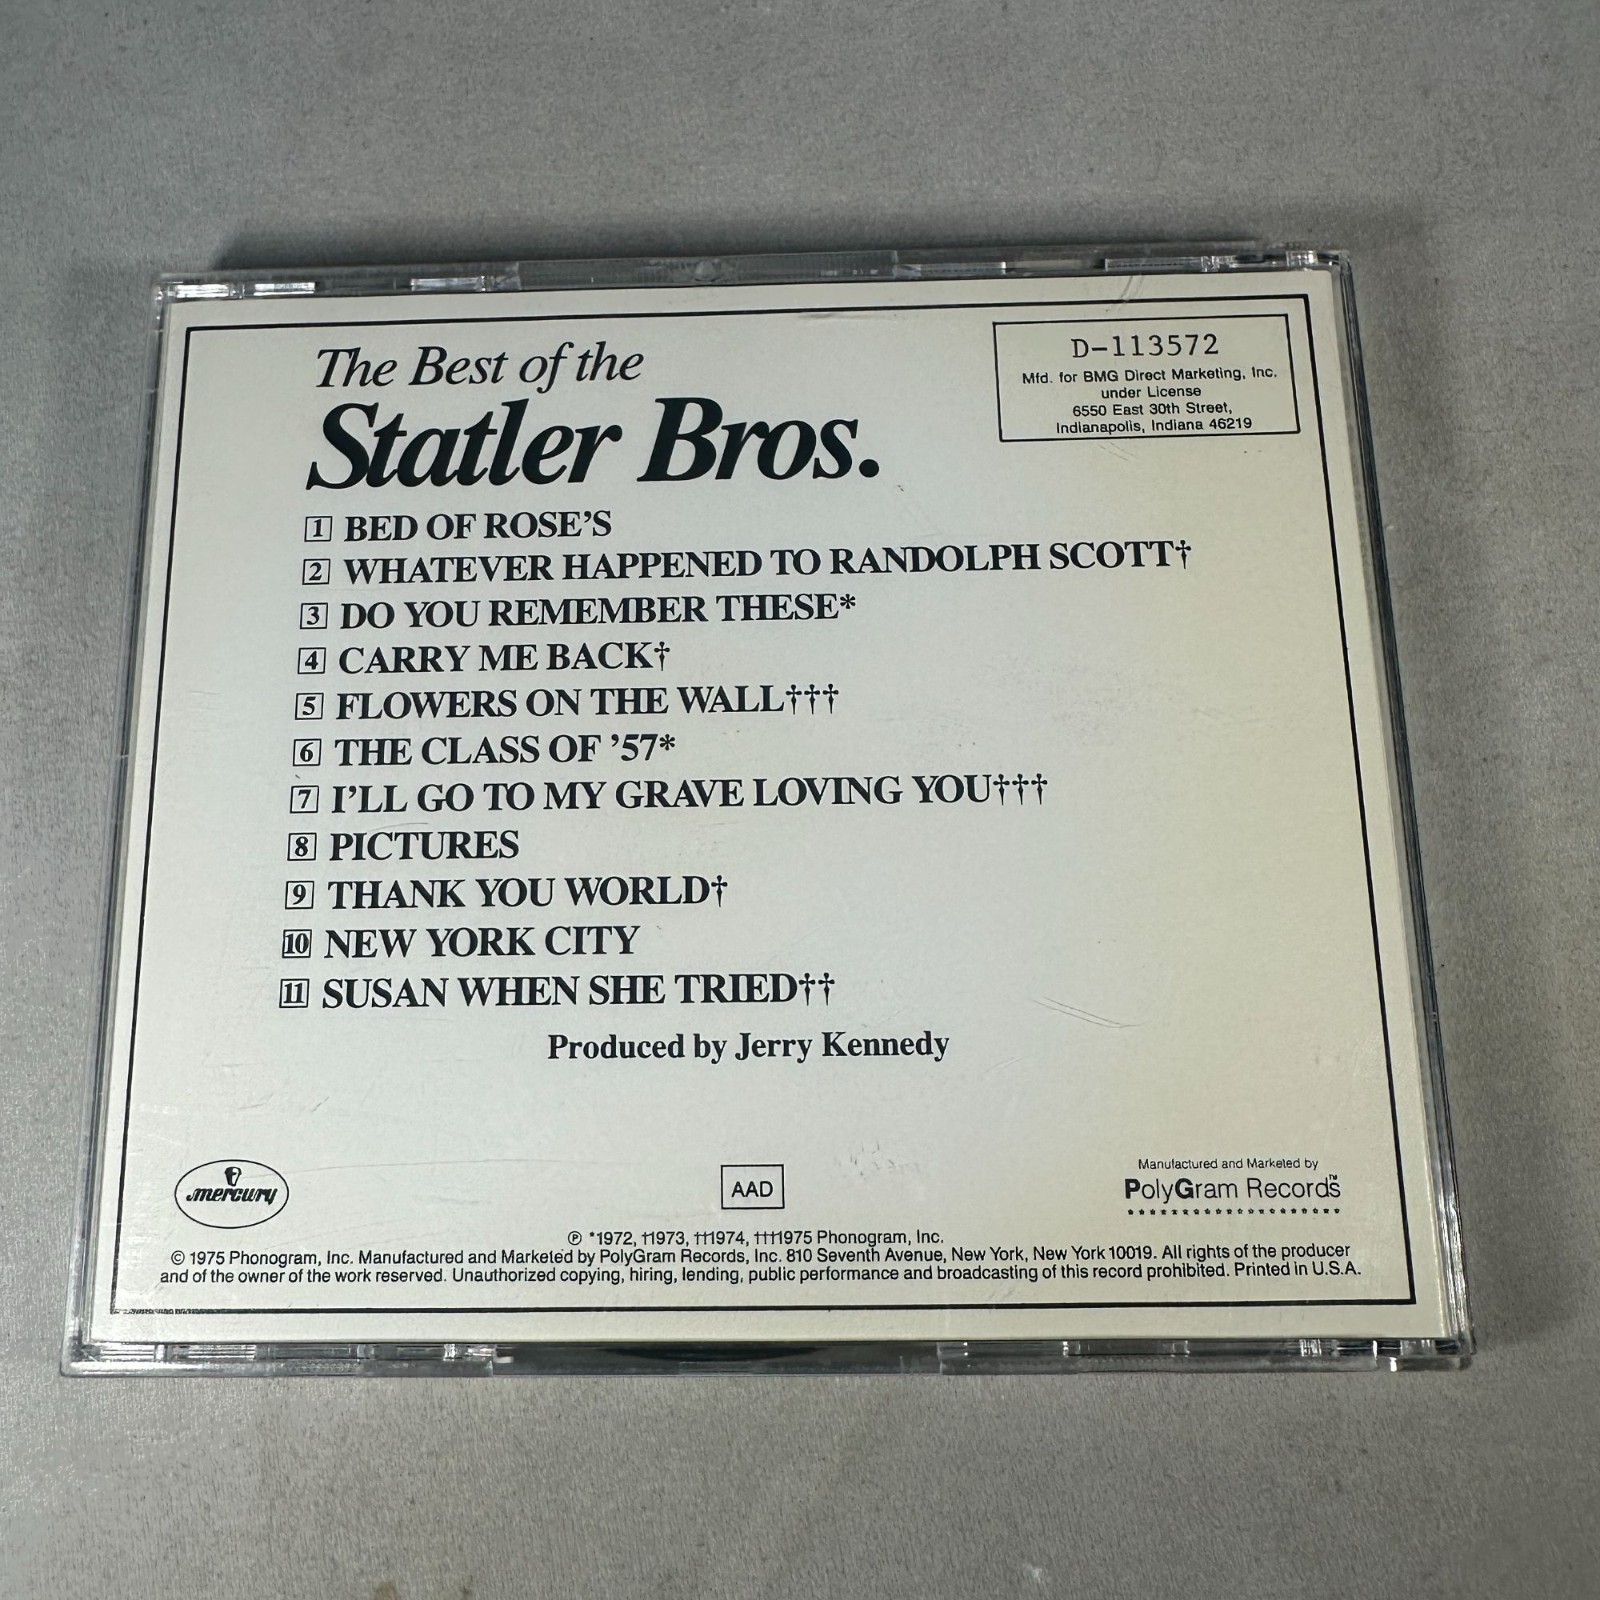 The Best of the
Statler Bros.
D-113572
Mfd. for BMG Direct Marketing, Inc.
under License
6550 East 30th Street,
Indianapolis, Indiana 46219
1 BED OF ROSE'S
2 WHATEVER HAPPENED TO RANDOLPH SCOTT†
3 DO YOU REMEMBER THESE*
4 CARRY ME BACK†
5 FLOWERS ON THE WALL†††
6 THE CLASS OF '57*
7 I'LL GO TO MY GRAVE LOVING YOU†††
8 PICTURES
9 THANK YOU WORLD†
10 NEW YORK CITY
11 SUSAN WHEN SHE TRIED††
Produced by Jerry Kennedy
mercury
AAD
Manufactured and Marketed by
PolyGram Records™
℗ *1972, †1973, ††1974, †††1975 Phonogram, Inc.
© 1975 Phonogram, Inc. Manufactured and Marketed by PolyGram Records, Inc. 810 Seventh Avenue, New York, New York 10019. All rights of the producer
and of the owner of the work reserved. Unauthorized copying, hiring, lending, public performance and broadcasting of this record prohibited. Printed in U.S.A.